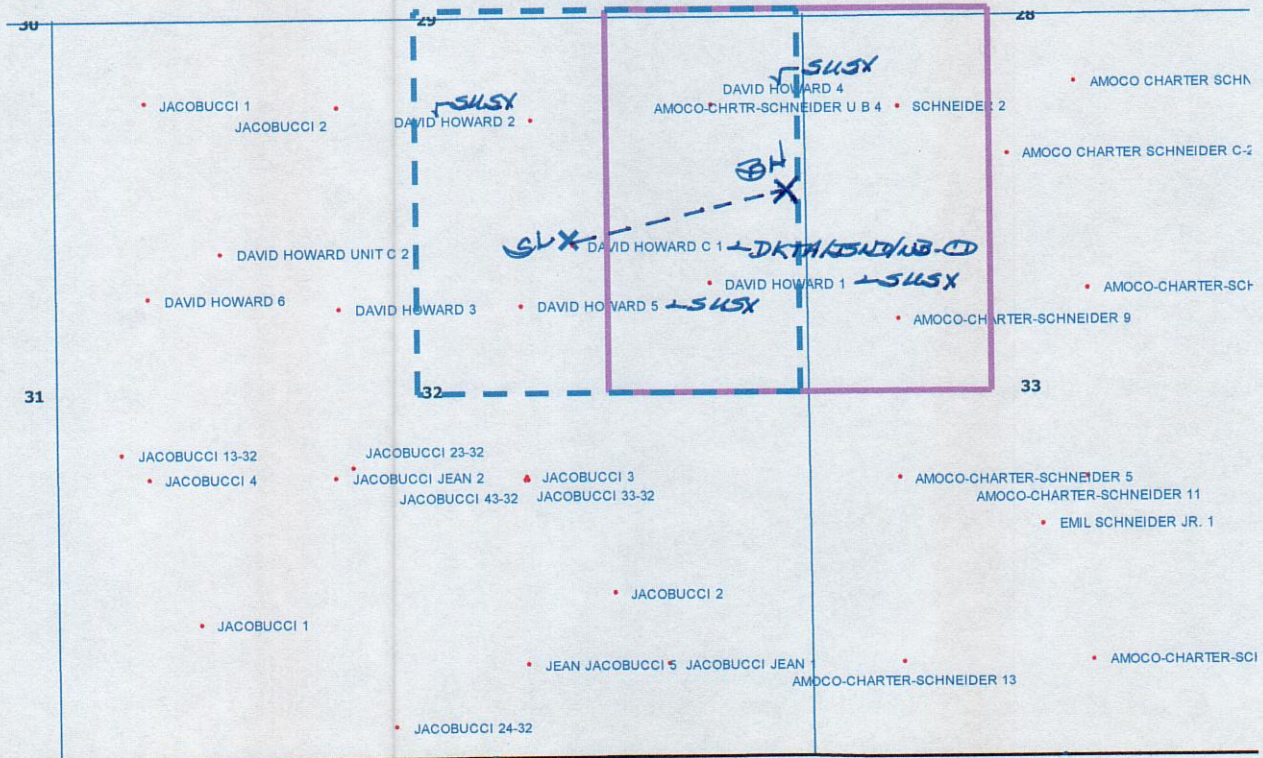 30
29
28
SUSX
AMOCO CHARTER SCHN
DAVID HOWARD 4
JACOBUCCI 1
SUSX
AMOCO-CHRTR-SCHNEIDER U B 4
SCHNEIDER 2
JACOBUCCI 2
DAVID HOWARD 2
AMOCO CHARTER SCHNEIDER C-2
BH
X
SL X
DAVID HOWARD C 1
DAVID HOWARD UNIT C 2
DAVID HOWARD 1
SUSX
AMOCO-CHARTER-SCH
DAVID HOWARD 6
DAVID HOWARD 3
DAVID HOWARD 5
SUSX
AMOCO-CHARTER-SCHNEIDER 9
31
32
33
JACOBUCCI 13-32
JACOBUCCI 23-32
JACOBUCCI 4
JACOBUCCI JEAN 2
JACOBUCCI 3
AMOCO-CHARTER-SCHNEIDER 5
JACOBUCCI 43-32
JACOBUCCI 33-32
AMOCO-CHARTER-SCHNEIDER 11
EMIL SCHNEIDER JR. 1
JACOBUCCI 2
JACOBUCCI 1
JEAN JACOBUCCI 5
JACOBUCCI JEAN 1
AMOCO-CHARTER-SCH
AMOCO-CHARTER-SCHNEIDER 13
JACOBUCCI 24-32